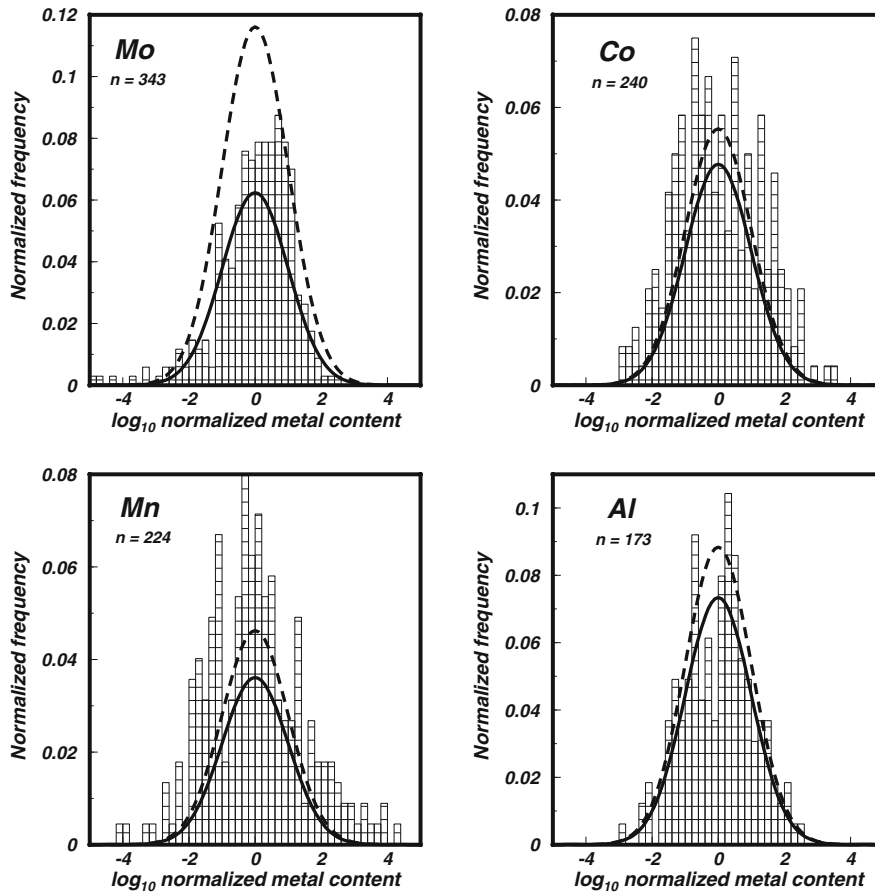 Mo
n = 343
Normalized frequency
0.12
0.1
0.08
0.06
0.04
0.02
0
-4 -2 0 2 4
log10 normalized metal content
Co
n = 240
Normalized frequency
0.08
0.06
0.04
0.02
0
-4 -2 0 2 4
log10 normalized metal content
Mn
n = 224
Normalized frequency
0.08
0.06
0.04
0.02
0
-4 -2 0 2 4
log10 normalized metal content
Al
n = 173
Normalized frequency
0.1
0.08
0.06
0.04
0.02
0
-4 -2 0 2 4
log10 normalized metal content